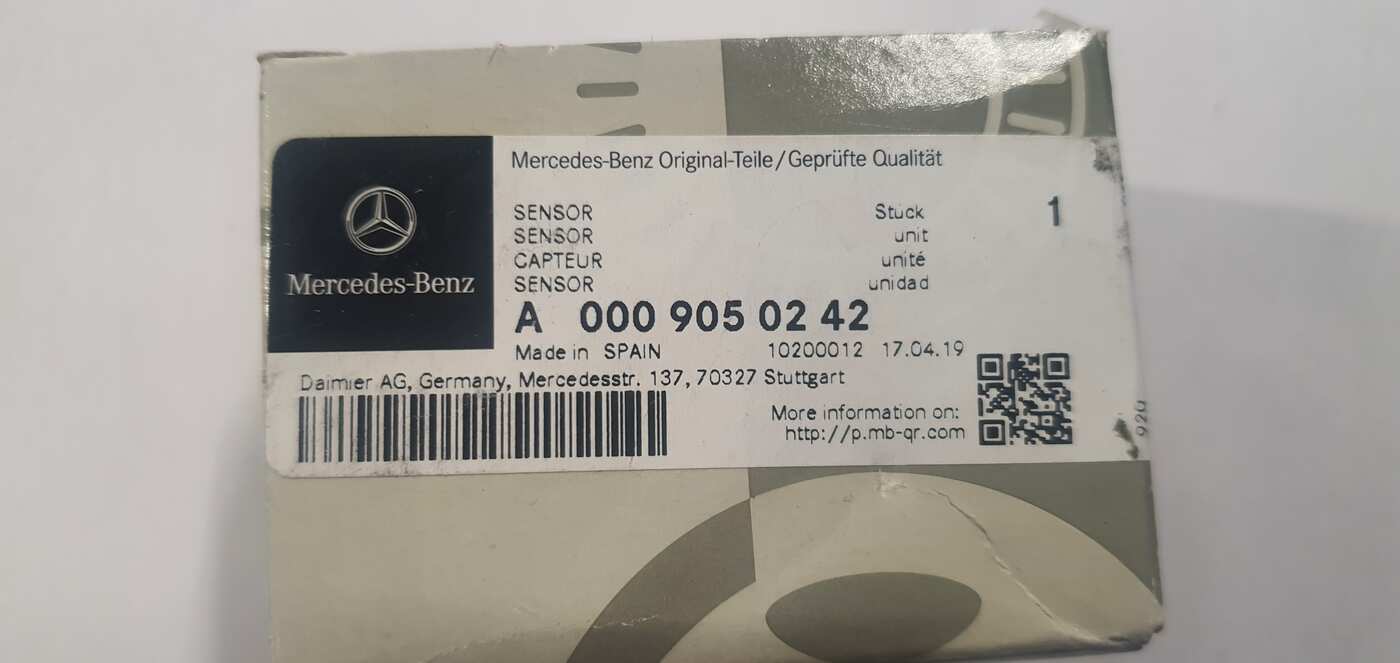 Mercedes-Benz Original-Teile/Geprüfte Qualität
SENSOR Stück 1
SENSOR unit
CAPTEUR unité
SENSOR unidad
Mercedes-Benz
A 000 905 02 42
Made in SPAIN 10200012 17.04.19
Daimler AG, Germany, Mercedesstr. 137, 70327 Stuttgart
More information on:
http://p.mb-qr.com
920